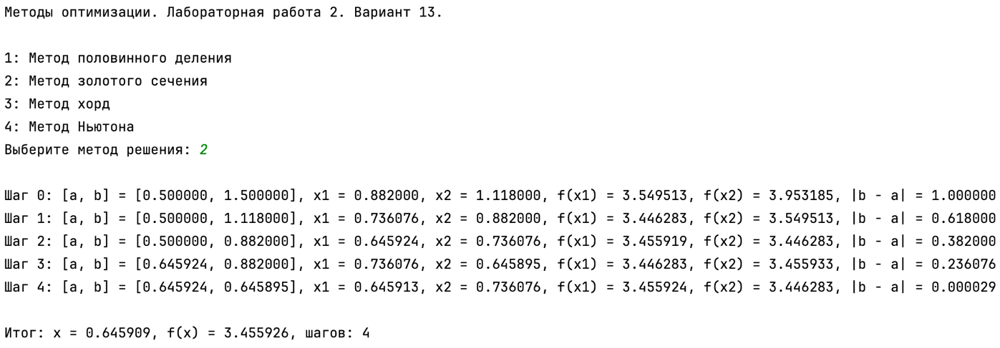 Методы оптимизации. Лабораторная работа 2. Вариант 13.
1: Метод половинного деления
2: Метод золотого сечения
3: Метод хорд
4: Метод Ньютона
Выберите метод решения: 2
Шаг 0: [a, b] = [0.500000, 1.500000], x1 = 0.882000, x2 = 1.118000, f(x1) = 3.549513, f(x2) = 3.953185, |b - a| = 1.000000
Шаг 1: [a, b] = [0.500000, 1.118000], x1 = 0.736076, x2 = 0.882000, f(x1) = 3.446283, f(x2) = 3.549513, |b - a| = 0.618000
Шаг 2: [a, b] = [0.500000, 0.882000], x1 = 0.645924, x2 = 0.736076, f(x1) = 3.455919, f(x2) = 3.446283, |b - a| = 0.382000
Шаг 3: [a, b] = [0.645924, 0.882000], x1 = 0.736076, x2 = 0.645895, f(x1) = 3.446283, f(x2) = 3.455933, |b - a| = 0.236076
Шаг 4: [a, b] = [0.645924, 0.645895], x1 = 0.645913, x2 = 0.736076, f(x1) = 3.455924, f(x2) = 3.446283, |b - a| = 0.000029
Итог: x = 0.645909, f(x) = 3.455926, шагов: 4